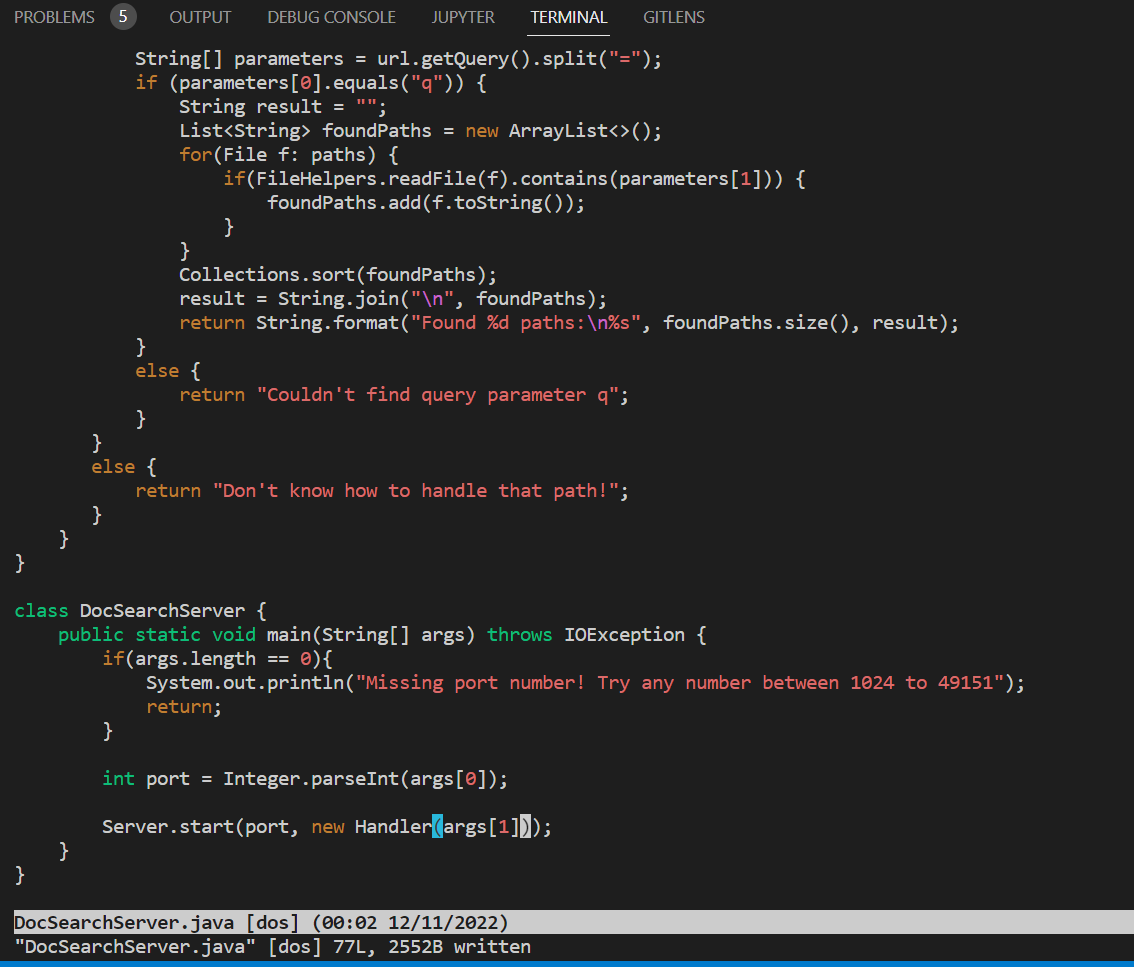 PROBLEMS 5 OUTPUT DEBUG CONSOLE JUPYTER TERMINAL GITLENS
            String[] parameters = url.getQuery().split("=");
            if (parameters[0].equals("q")) {
                String result = "";
                List<String> foundPaths = new ArrayList<>();
                for(File f: paths) {
                    if(FileHelpers.readFile(f).contains(parameters[1])) {
                        foundPaths.add(f.toString());
                    }
                }
                Collections.sort(foundPaths);
                result = String.join("\n", foundPaths);
                return String.format("Found %d paths:\n%s", foundPaths.size(), result);
            }
            else {
                return "Couldn't find query parameter q";
            }
        }
        else {
            return "Don't know how to handle that path!";
        }
    }
}
class DocSearchServer {
    public static void main(String[] args) throws IOException {
        if(args.length == 0){
            System.out.println("Missing port number! Try any number between 1024 to 49151");
            return;
        }
        int port = Integer.parseInt(args[0]);
        Server.start(port, new Handler(args[1]));
    }
}
DocSearchServer.java [dos] (00:02 12/11/2022)
"DocSearchServer.java" [dos] 77L, 2552B written